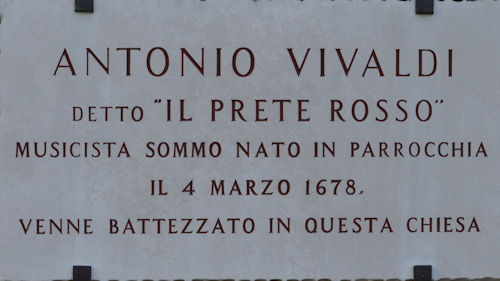 ANTONIO VIVALDI
DETTO "IL PRETE ROSSO"
MUSICISTA SOMMO NATO IN PARROCCHIA
IL 4 MARZO 1678,
VENNE BATTEZZATO IN QUESTA CHIESA